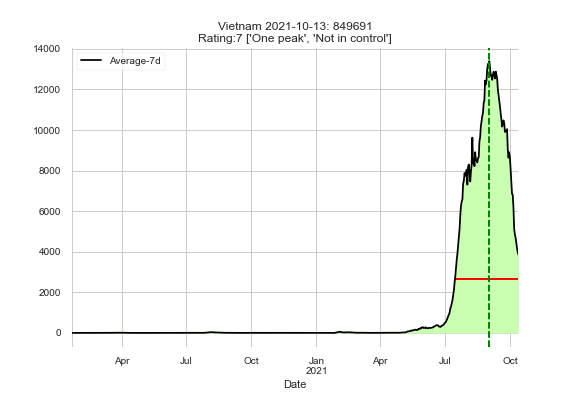 Vietnam 2021-10-13: 849691
Rating:7 ['One peak', 'Not in control']
Average-7d
14000
12000
10000
8000
6000
4000
2000
0
Apr
Jul
Oct
Jan
2021
Apr
Jul
Oct
Date